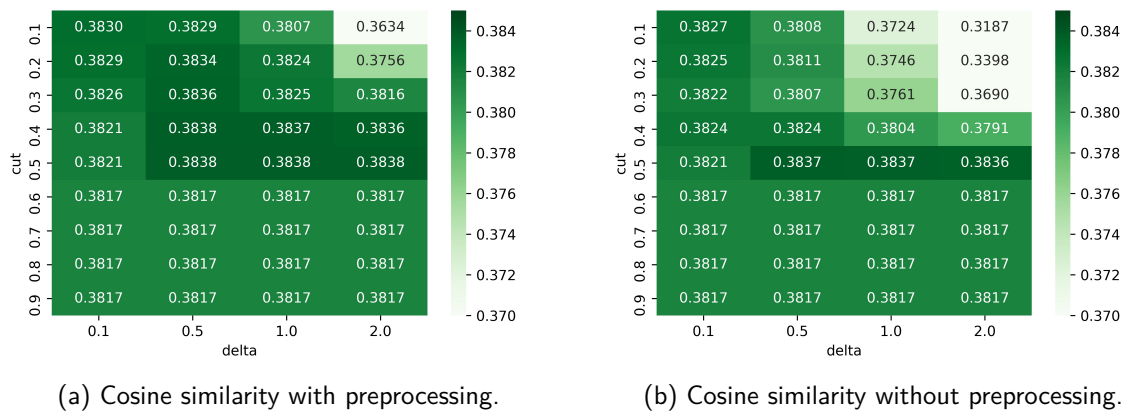 0.1 0.3830 0.3829 0.3807 0.3634
0.2 0.3829 0.3834 0.3824 0.3756
0.3 0.3826 0.3836 0.3825 0.3816
0.4 0.3821 0.3838 0.3837 0.3836
cut
0.5 0.3821 0.3838 0.3838 0.3838
0.6 0.3817 0.3817 0.3817 0.3817
0.7 0.3817 0.3817 0.3817 0.3817
0.8 0.3817 0.3817 0.3817 0.3817
0.9 0.3817 0.3817 0.3817 0.3817
0.1 0.5 1.0 2.0
delta
0.384
0.382
0.380
0.378
0.376
0.374
0.372
0.370
(a) Cosine similarity with preprocessing.
0.1 0.3827 0.3808 0.3724 0.3187
0.2 0.3825 0.3811 0.3746 0.3398
0.3 0.3822 0.3807 0.3761 0.3690
0.4 0.3824 0.3824 0.3804 0.3791
cut
0.5 0.3821 0.3837 0.3837 0.3836
0.6 0.3817 0.3817 0.3817 0.3817
0.7 0.3817 0.3817 0.3817 0.3817
0.8 0.3817 0.3817 0.3817 0.3817
0.9 0.3817 0.3817 0.3817 0.3817
0.1 0.5 1.0 2.0
delta
0.384
0.382
0.380
0.378
0.376
0.374
0.372
0.370
(b) Cosine similarity without preprocessing.